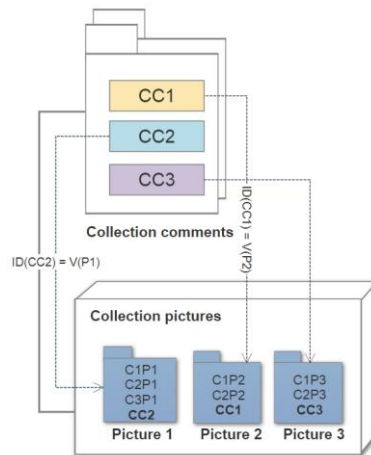 CC1
CC2
CC3
Collection comments
ID(CC1) = V(P2)
ID(CC2) = V(P1)
Collection pictures
C1P1
C2P1
C3P1
CC2
Picture 1
C1P2
C2P2
CC1
Picture 2
C1P3
C2P3
CC3
Picture 3